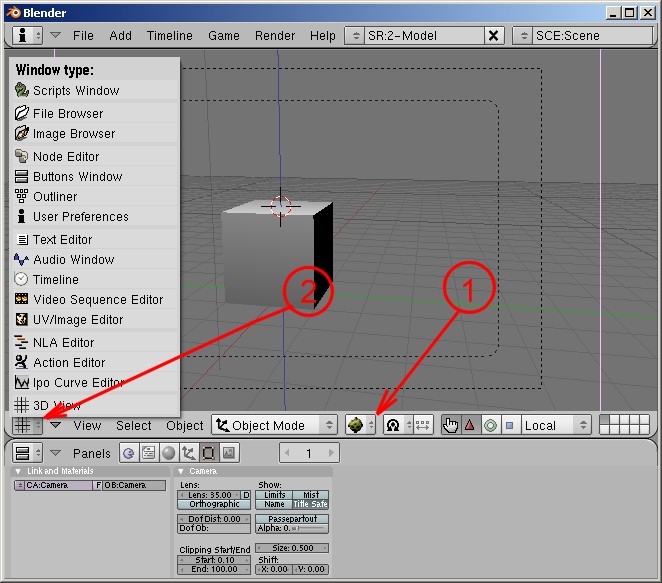 Blender
File Add Timeline Game Render Help SR:2-Model SCE:Scene
Window type:
Scripts Window
File Browser
Image Browser
Node Editor
Buttons Window
Outliner
User Preferences
Text Editor
Audio Window
Timeline
Video Sequence Editor
UV/Image Editor
NLA Editor
Action Editor
Ipo Curve Editor
3D View
2
1
View Select Object Object Mode Local
Panels 1
Link and Materials
CA:Camera F OB:Camera
Camera
Lens: Show:
Lens: 35.00 D Limits Mist
Orthographic Name Title Safe
Dof Dist: 0.00 Passepartout
Dof Ob: Alpha: 0.
Clipping Start/End Size: 0.500
Start: 0.10 Shift:
End: 100.00 X: 0.00 Y: 0.00